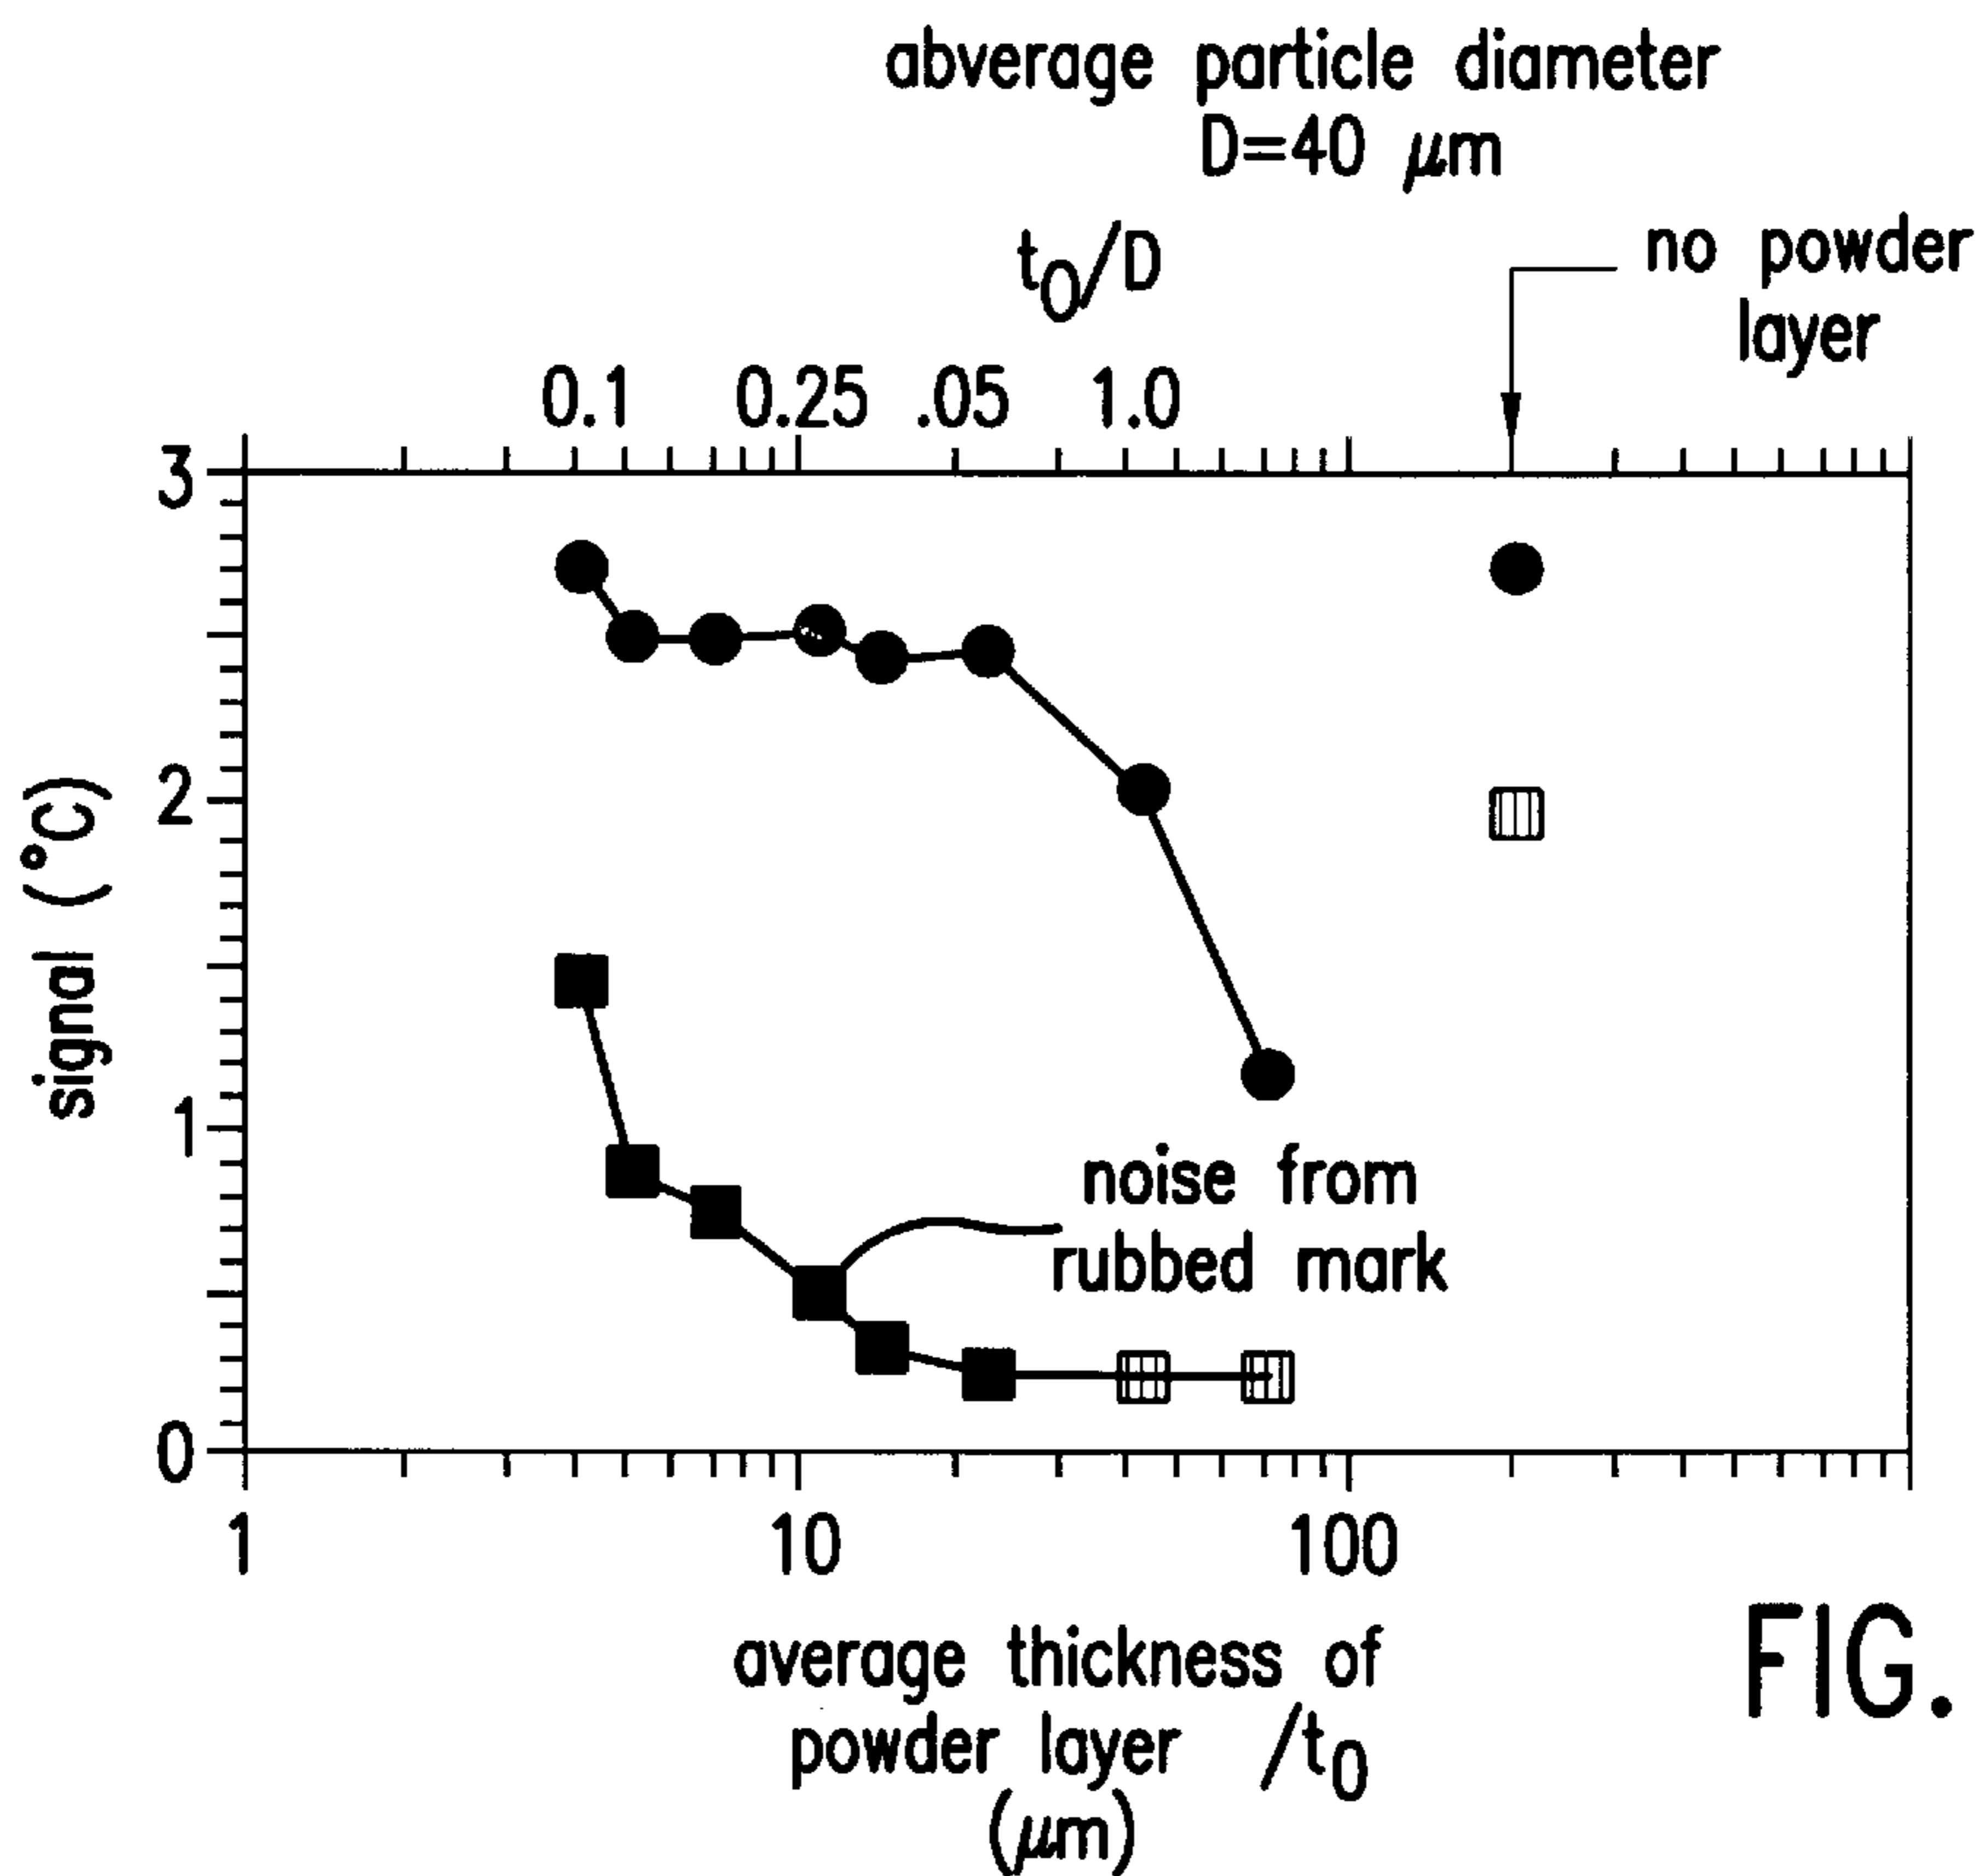 abverage particle diameter
D=40 μm
t0/D
no powder
layer
0.1 0.25 .05 1.0
3
2
1
0
signal (°C)
noise from
rubbed mark
1 10 100
average thickness of
powder layer /t0
(μm)
FIG.